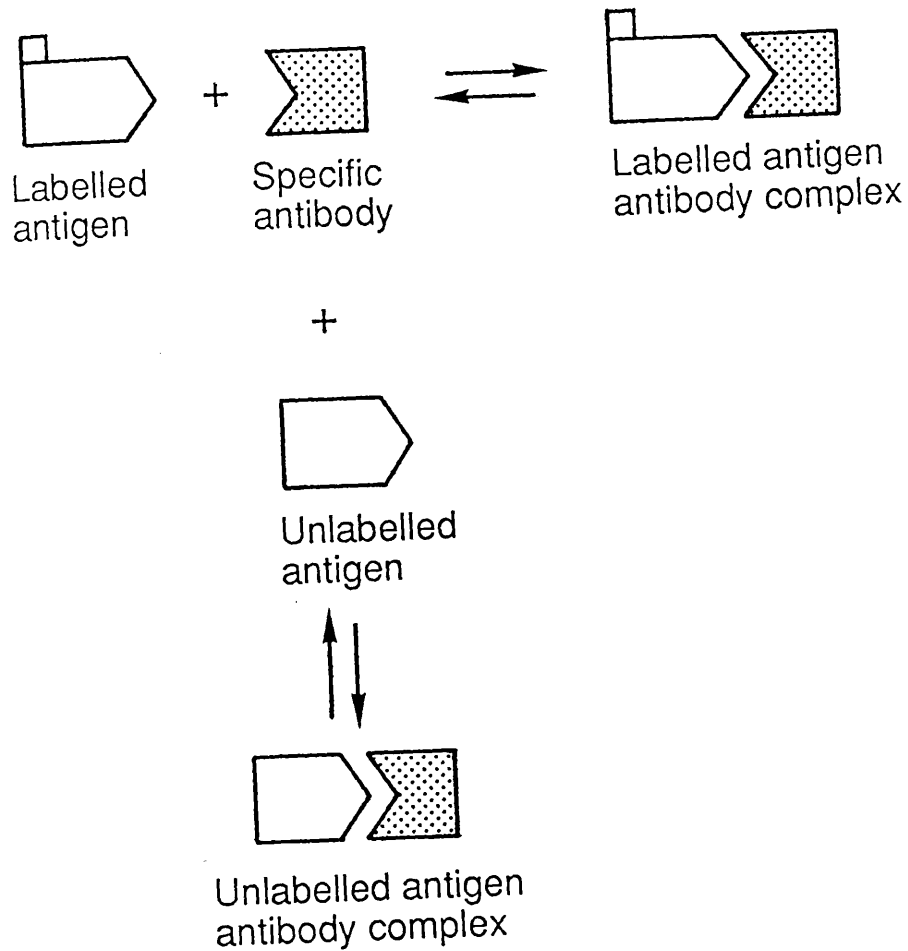 +
Labelled
antigen
Specific
antibody
Labelled antigen
antibody complex
+
Unlabelled
antigen
Unlabelled antigen
antibody complex